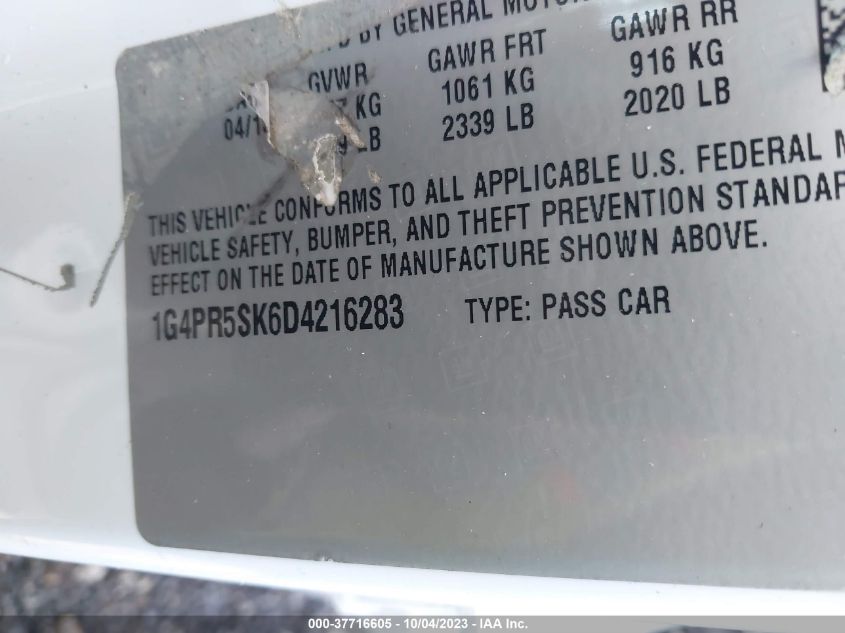 BY GENERAL MOTOR
GVWR GAWR FRT GAWR RR
KG 1061 KG 916 KG
04/1 LB 2339 LB 2020 LB
THIS VEHICLE CONFORMS TO ALL APPLICABLE U.S. FEDERAL M
VEHICLE SAFETY, BUMPER, AND THEFT PREVENTION STANDAR
EFFECT ON THE DATE OF MANUFACTURE SHOWN ABOVE.
1G4PR5SK6D4216283 TYPE: PASS CAR
000-37716605 - 10/04/2023 - IAA Inc.